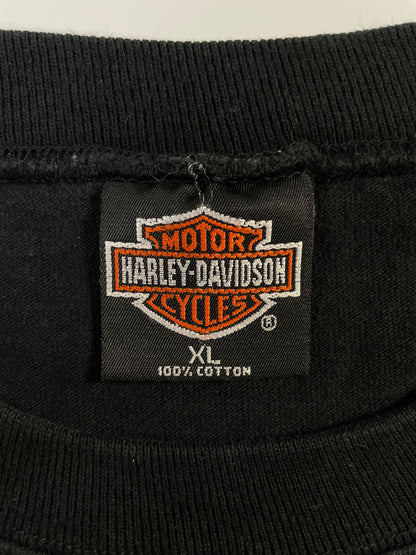 MOTOR
HARLEY-DAVIDSON
CYCLES
®
XL
100% COTTON